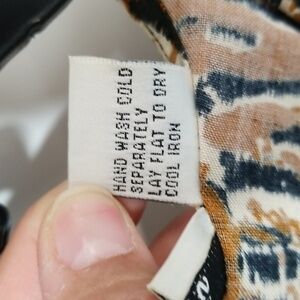 HAND WASH COLD
SEPARATELY
LAY FLAT TO DRY
COOL IRON